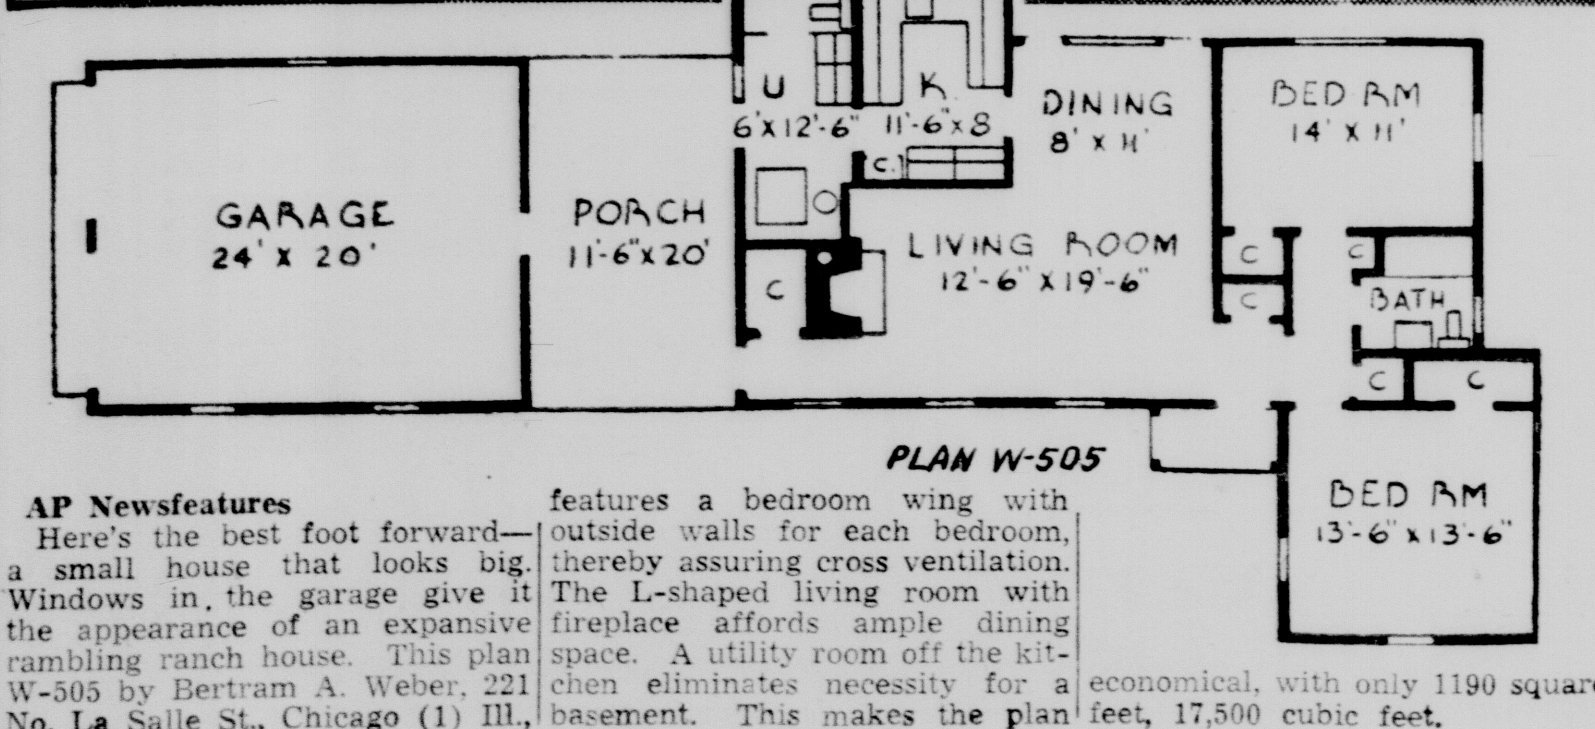 U
6'x12'-6"
K.
11'-6"x8
C.
DINING
8' x 11'
BED RM
14' x 11'
GARAGE
24' x 20'
PORCH
11'-6"x20'
LIVING ROOM
12'-6" x 19'-6"
C
C
C
C
BATH
C
C
PLAN W-505
BED RM
13'-6" x 13'-6"
AP Newsfeatures
Here's the best foot forward—
a small house that looks big.
Windows in. the garage give it
the appearance of an expansive
rambling ranch house. This plan
W-505 by Bertram A. Weber, 221
No. La Salle St., Chicago (1) Ill.,
features a bedroom wing with
outside walls for each bedroom,
thereby assuring cross ventilation.
The L-shaped living room with
fireplace affords ample dining
space. A utility room off the kit-
chen eliminates necessity for a
basement. This makes the plan
economical, with only 1190 square
feet, 17,500 cubic feet.